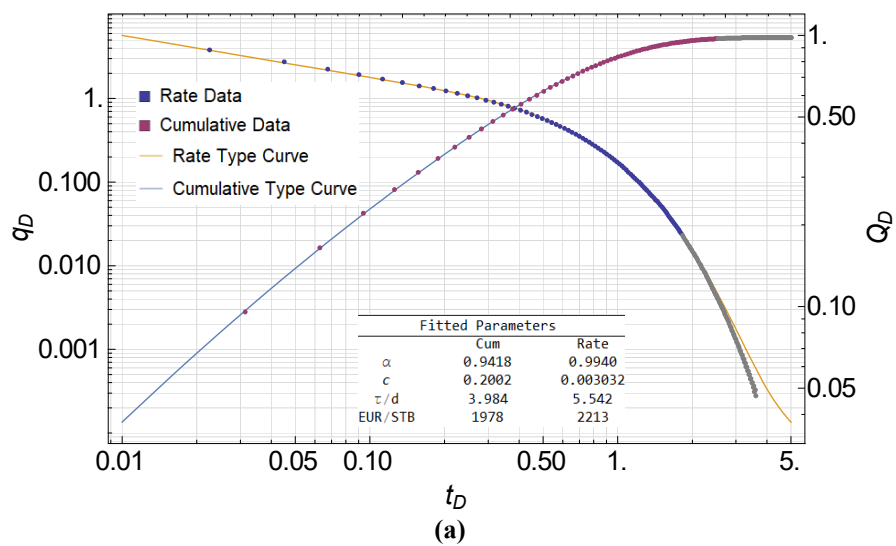 1.
0.100
0.010
0.001
q_D
1.
0.50
0.10
0.05
Q_D
Rate Data
Cumulative Data
Rate Type Curve
Cumulative Type Curve
Fitted Parameters
Cum Rate
α 0.9418 0.9940
c 0.2002 0.003032
τ/d 3.984 5.542
EUR/STB 1978 2213
0.01 0.05 0.10 0.50 1. 5.
t_D
(a)